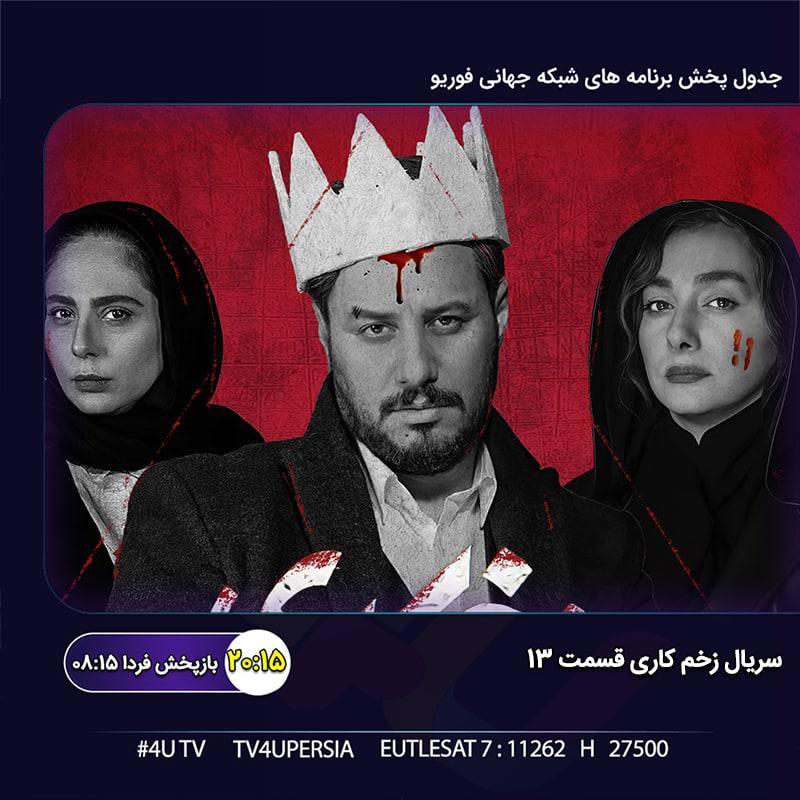 جدول پخش برنامه های شبکه جهانی فوریو
سریال زخم کاری قسمت ۱۳
۲۰:۱۵ بازپخش فردا ۰۸:۱۵
#4U TV TV4UPERSIA EUTLESAT 7 : 11262 H 27500